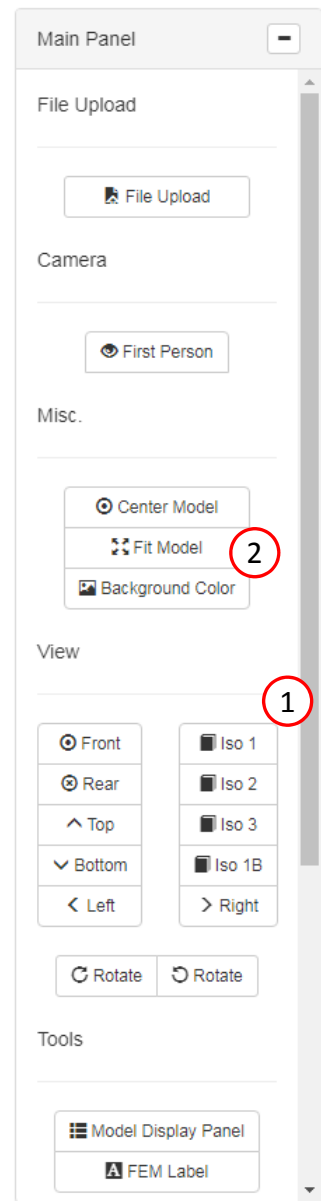 Main Panel
File Upload
File Upload
Camera
First Person
Misc.
Center Model
Fit Model
2
Background Color
View
1
Front
Iso 1
Rear
Iso 2
Top
Iso 3
Bottom
Iso 1B
Left
Right
Rotate Rotate
Tools
Model Display Panel
A FEM Label